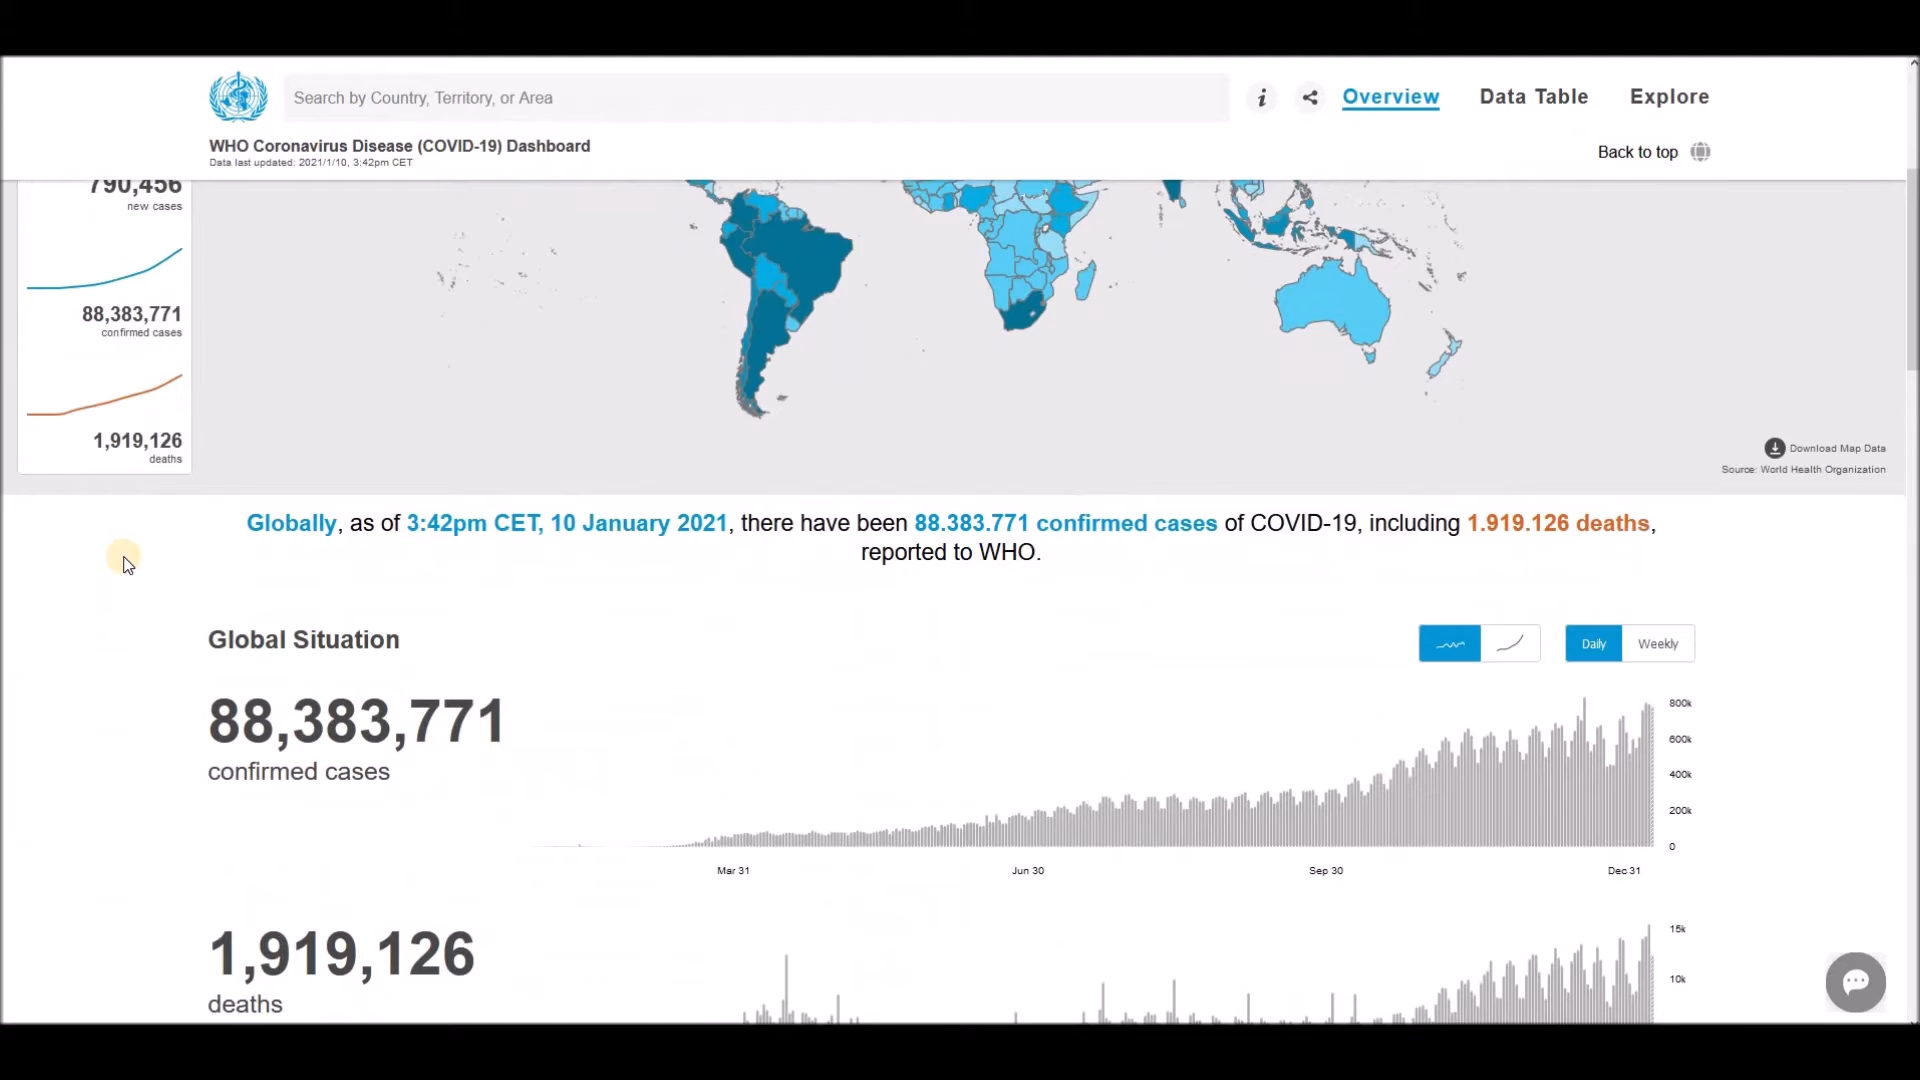 Search by Country, Territory, or Area
i
Overview
Data Table
Explore
WHO Coronavirus Disease (COVID-19) Dashboard
Data last updated: 2021/1/10, 3:42pm CET
Back to top
790,456
new cases
88,383,771
confirmed cases
1,919,126
deaths
Download Map Data
Source: World Health Organization
Globally, as of 3:42pm CET, 10 January 2021, there have been 88.383.771 confirmed cases of COVID-19, including 1.919.126 deaths,
reported to WHO.
Global Situation
Daily
Weekly
88,383,771
confirmed cases
800k
600k
400k
200k
0
Mar 31
Jun 30
Sep 30
Dec 31
1,919,126
deaths
15k
10k